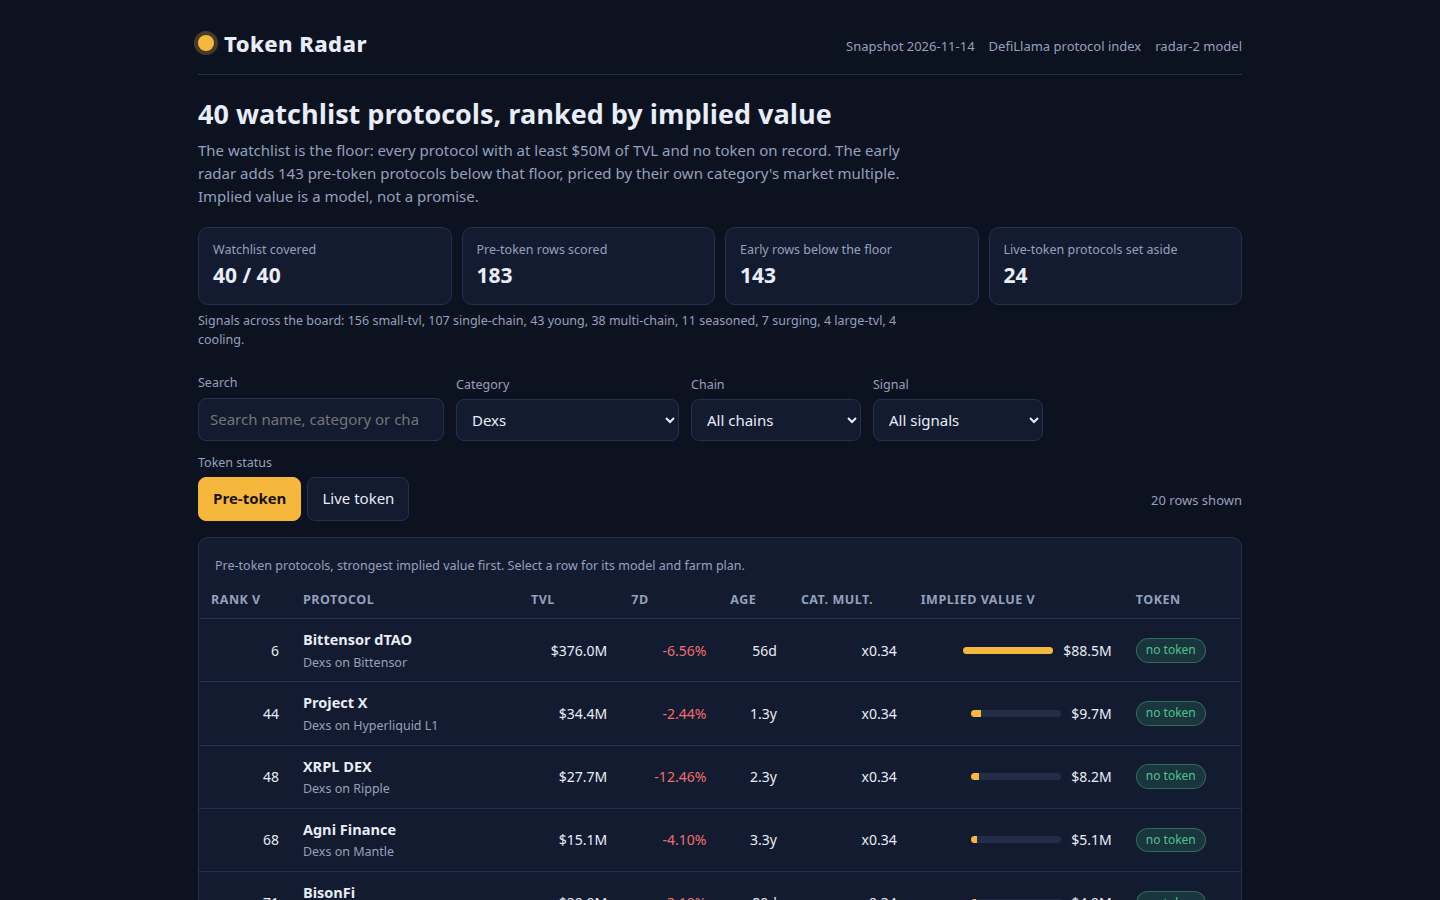 Token Radar
Snapshot 2026-11-14 DefiLlama protocol index radar-2 model
40 watchlist protocols, ranked by implied value
The watchlist is the floor: every protocol with at least $50M of TVL and no token on record. The early
radar adds 143 pre-token protocols below that floor, priced by their own category's market multiple.
Implied value is a model, not a promise.
Watchlist covered
40 / 40
Pre-token rows scored
183
Early rows below the floor
143
Live-token protocols set aside
24
Signals across the board: 156 small-tvl, 107 single-chain, 43 young, 38 multi-chain, 11 seasoned, 7 surging, 4 large-tvl, 4
cooling.
Search
Search name, category or cha
Category
Dexs
Chain
All chains
Signal
All signals
Token status
Pre-token
Live token
20 rows shown
Pre-token protocols, strongest implied value first. Select a row for its model and farm plan.
RANK V PROTOCOL TVL 7D AGE CAT. MULT. IMPLIED VALUE V TOKEN
6 Bittensor dTAO $376.0M -6.56% 56d x0.34 $88.5M no token
Dexs on Bittensor
44 Project X $34.4M -2.44% 1.3y x0.34 $9.7M no token
Dexs on Hyperliquid L1
48 XRPL DEX $27.7M -12.46% 2.3y x0.34 $8.2M no token
Dexs on Ripple
68 Agni Finance $15.1M -4.10% 3.3y x0.34 $5.1M no token
Dexs on Mantle
BisonFi